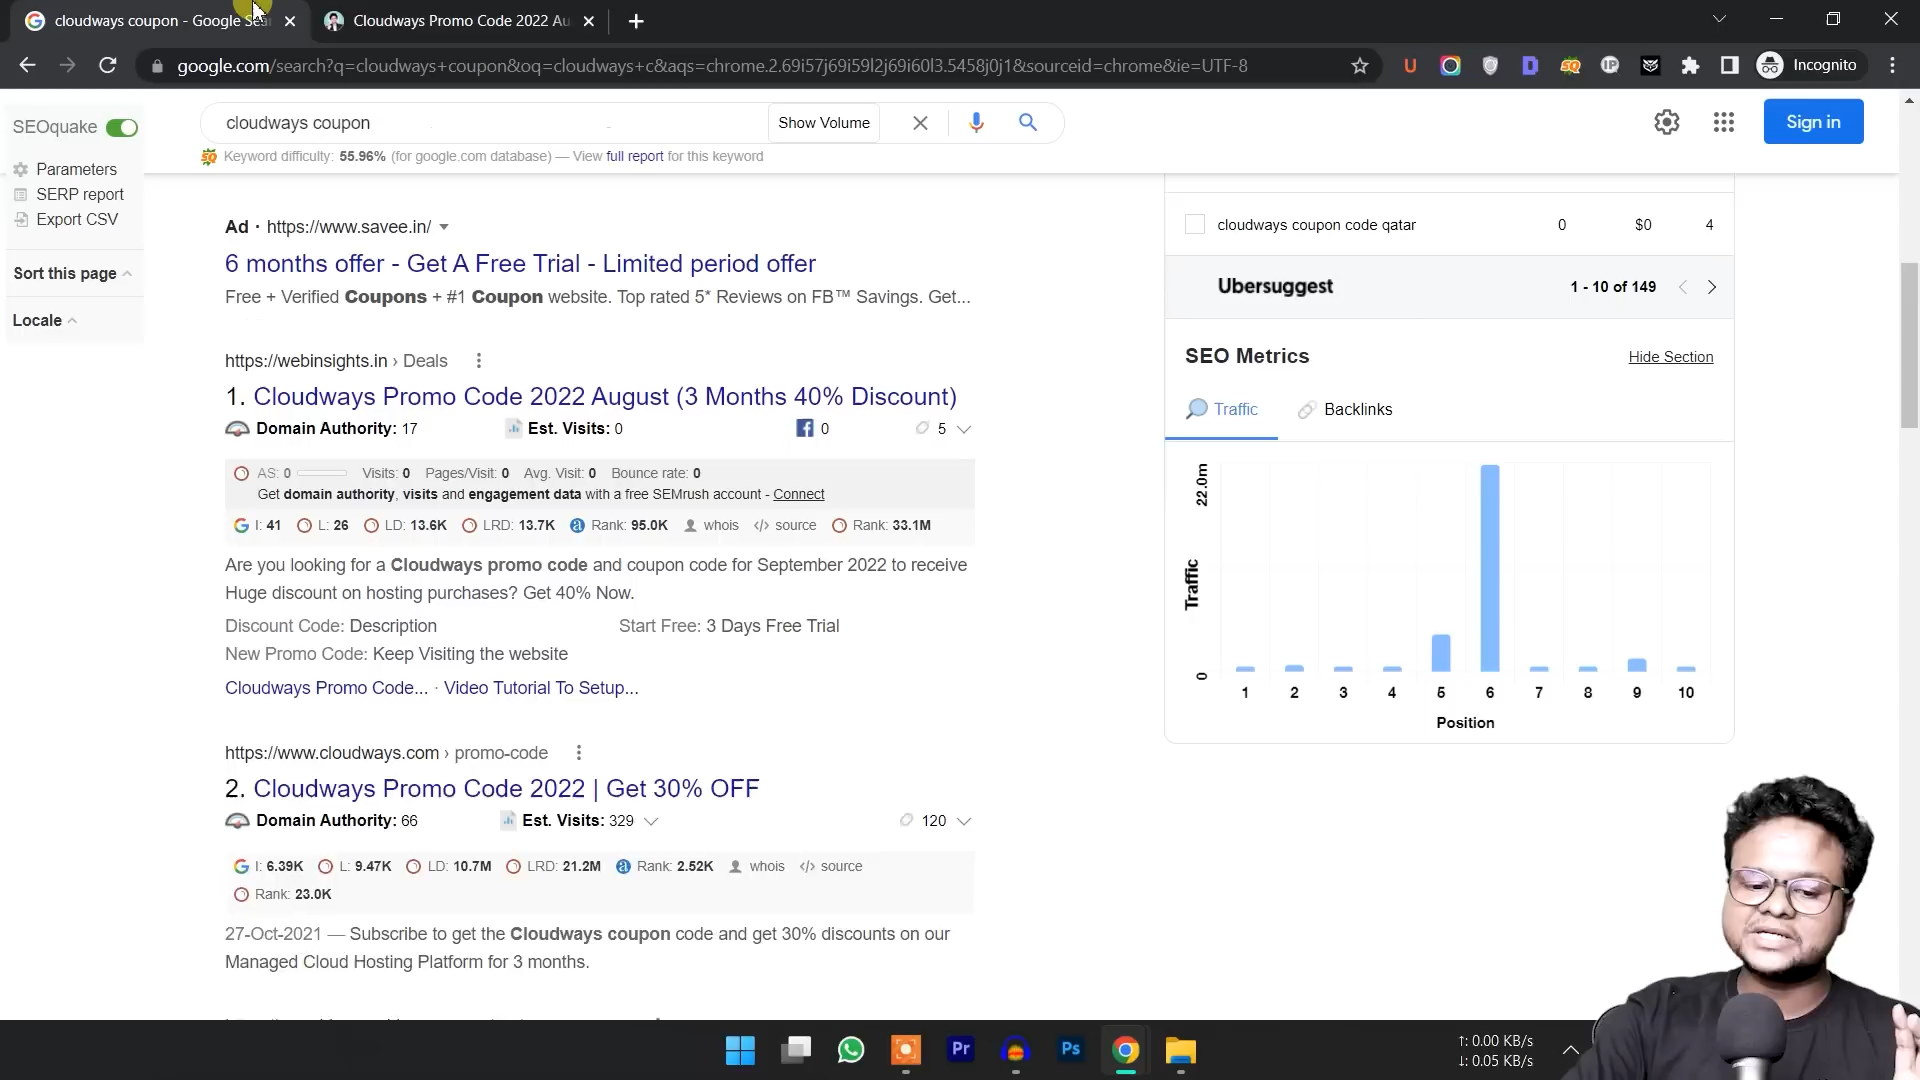 cloudways coupon - Google Sea
Cloudways Promo Code 2022 Au
google.com/search?q=cloudways+coupon&oq=cloudways+c&aqs=chrome.2.69i57j69i59l2j69i60l3.5458j0j1&sourceid=chrome&ie=UTF-8
Incognito
SEOquake
Parameters
SERP report
Export CSV
Sort this page
Locale
cloudways coupon
Show Volume
Sign in
Keyword difficulty: 55.96% (for google.com database) — View full report for this keyword
Ad · https://www.savee.in/
6 months offer - Get A Free Trial - Limited period offer
Free + Verified Coupons + #1 Coupon website. Top rated 5* Reviews on FB™ Savings. Get...
https://webinsights.in › Deals
1. Cloudways Promo Code 2022 August (3 Months 40% Discount)
Domain Authority: 17 Est. Visits: 0 0 5
AS: 0 Visits: 0 Pages/Visit: 0 Avg. Visit: 0 Bounce rate: 0
Get domain authority, visits and engagement data with a free SEMrush account - Connect
I: 41 L: 26 LD: 13.6K LRD: 13.7K Rank: 95.0K whois source Rank: 33.1M
Are you looking for a Cloudways promo code and coupon code for September 2022 to receive
Huge discount on hosting purchases? Get 40% Now.
Discount Code: Description Start Free: 3 Days Free Trial
New Promo Code: Keep Visiting the website
Cloudways Promo Code... · Video Tutorial To Setup...
https://www.cloudways.com › promo-code
2. Cloudways Promo Code 2022 | Get 30% OFF
Domain Authority: 66 Est. Visits: 329 120
I: 6.39K L: 9.47K LD: 10.7M LRD: 21.2M Rank: 2.52K whois </> source
Rank: 23.0K
27-Oct-2021 — Subscribe to get the Cloudways coupon code and get 30% discounts on our
Managed Cloud Hosting Platform for 3 months.
cloudways coupon code qatar 0 $0 4
Ubersuggest 1 - 10 of 149
SEO Metrics Hide Section
Traffic Backlinks
22.0m
Traffic
0
1 2 3 4 5 6 7 8 9 10
Position
Pr
Ps
↑: 0.00 KB/s
↓: 0.05 KB/s